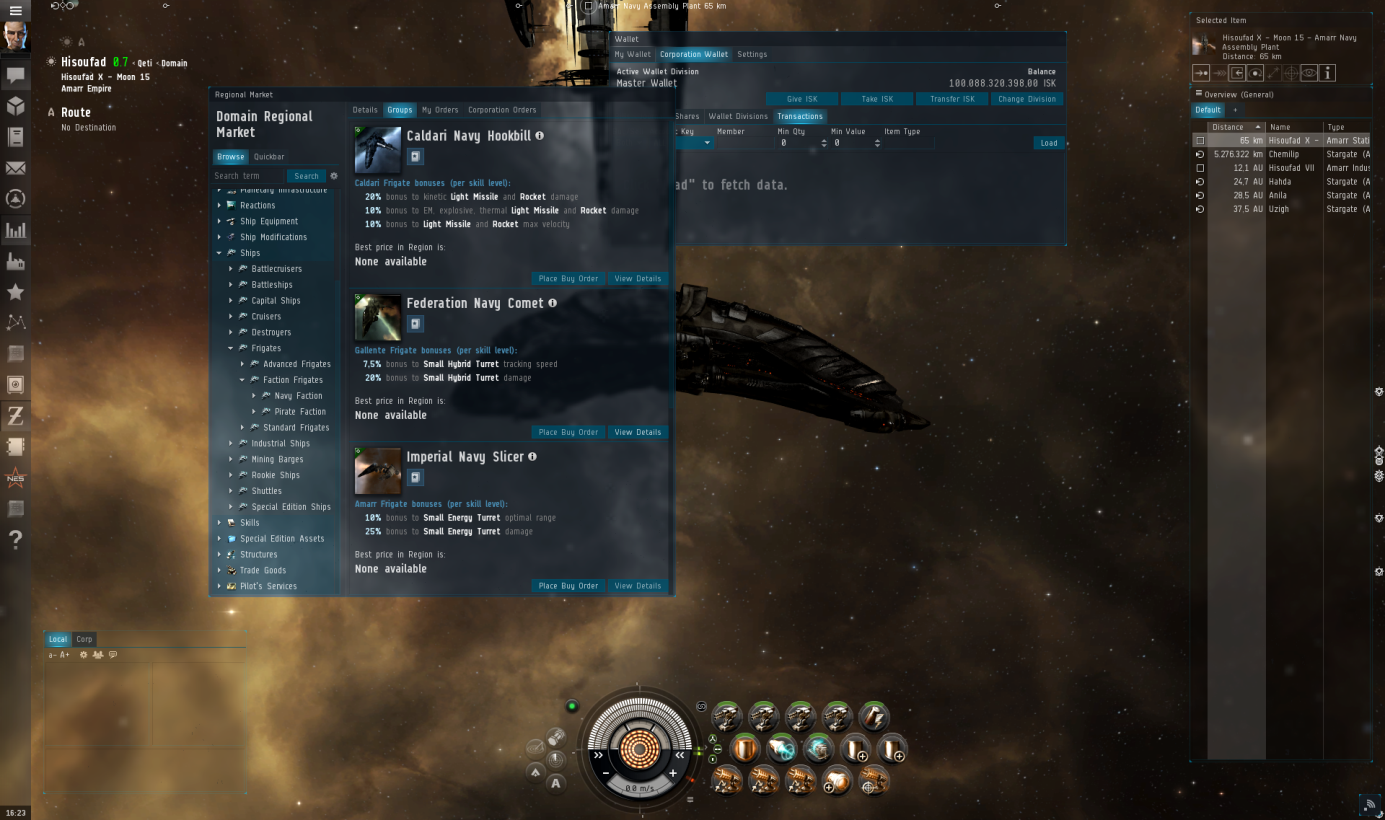 Amarr Navy Assembly Plant 65 km
A
Hisoufad 0.7 ‹ Qeti ‹ Domain
Hisoufad X - Moon 15
Amarr Empire
A Route
No Destination
Regional Market
Domain Regional Market
Browse Quickbar
Search term Search
Planetary Infrastructure
Reactions
Ship Equipment
Ship Modifications
Ships
Battlecruisers
Battleships
Capital Ships
Cruisers
Destroyers
Frigates
Advanced Frigates
Faction Frigates
Navy Faction
Pirate Faction
Standard Frigates
Industrial Ships
Mining Barges
Rookie Ships
Shuttles
Special Edition Ships
Skills
Special Edition Assets
Structures
Trade Goods
Pilot's Services
Details Groups My Orders Corporation Orders
Caldari Navy Hookbill
Caldari Frigate bonuses (per skill level):
20% bonus to kinetic Light Missile and Rocket damage
10% bonus to EM, explosive, thermal Light Missile and Rocket damage
10% bonus to Light Missile and Rocket max velocity
Best price in Region is:
None available
Place Buy Order View Details
Federation Navy Comet
Gallente Frigate bonuses (per skill level):
7.5% bonus to Small Hybrid Turret tracking speed
20% bonus to Small Hybrid Turret damage
Best price in Region is:
None available
Place Buy Order View Details
Imperial Navy Slicer
Amarr Frigate bonuses (per skill level):
10% bonus to Small Energy Turret optimal range
25% bonus to Small Energy Turret damage
Best price in Region is:
None available
Place Buy Order View Details
Wallet
My Wallet Corporation Wallet Settings
Active Wallet Division Balance
Master Wallet 100.088.320.398,00 ISK
Give ISK Take ISK Transfer ISK Change Division
Shares Wallet Divisions Transactions
Key Member Min Qty Min Value Item Type
0 0 Load
ad" to fetch data.
Selected Item
Hisoufad X - Moon 15 - Amarr Navy
Assembly Plant
Distance: 65 km
Overview (General)
Default +
Distance Name Type
65 km Hisoufad X - Amarr Stati
5.276.322 km Chemilip Stargate (A
12,1 AU Hisoufad VII Amarr Indus
24,7 AU Hahda Stargate (A
28,5 AU Anila Stargate (A
37,5 AU Uzigh Stargate (A
Z
NES
?
16:23
Local Corp
a- A+
A
0.0 m/s